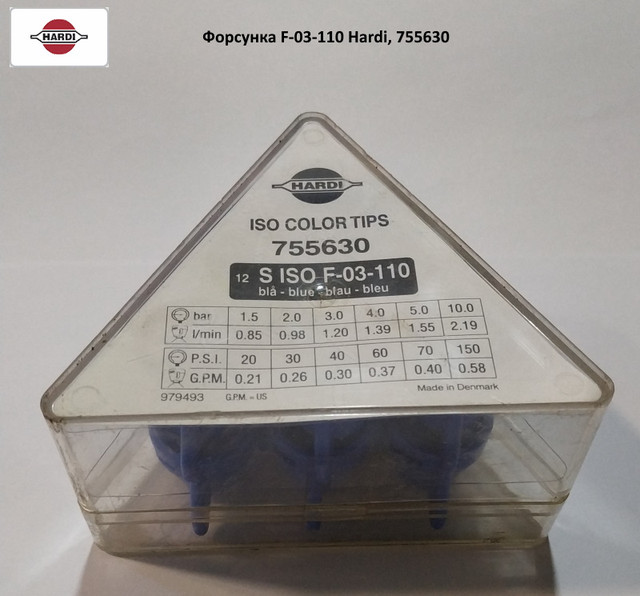 HARDI
Форсунка F-03-110 Hardi, 755630
HARDI
ISO COLOR TIPS
755630
12 S ISO F-03-110
blå - blue - blau - bleu
bar 1.5 2.0 3.0 4.0 5.0 10.0
l/min 0.85 0.98 1.20 1.39 1.55 2.19
P.S.I. 20 30 40 60 70 150
G.P.M. 0.21 0.26 0.30 0.37 0.40 0.58
979493 G.P.M. = US Made in Denmark